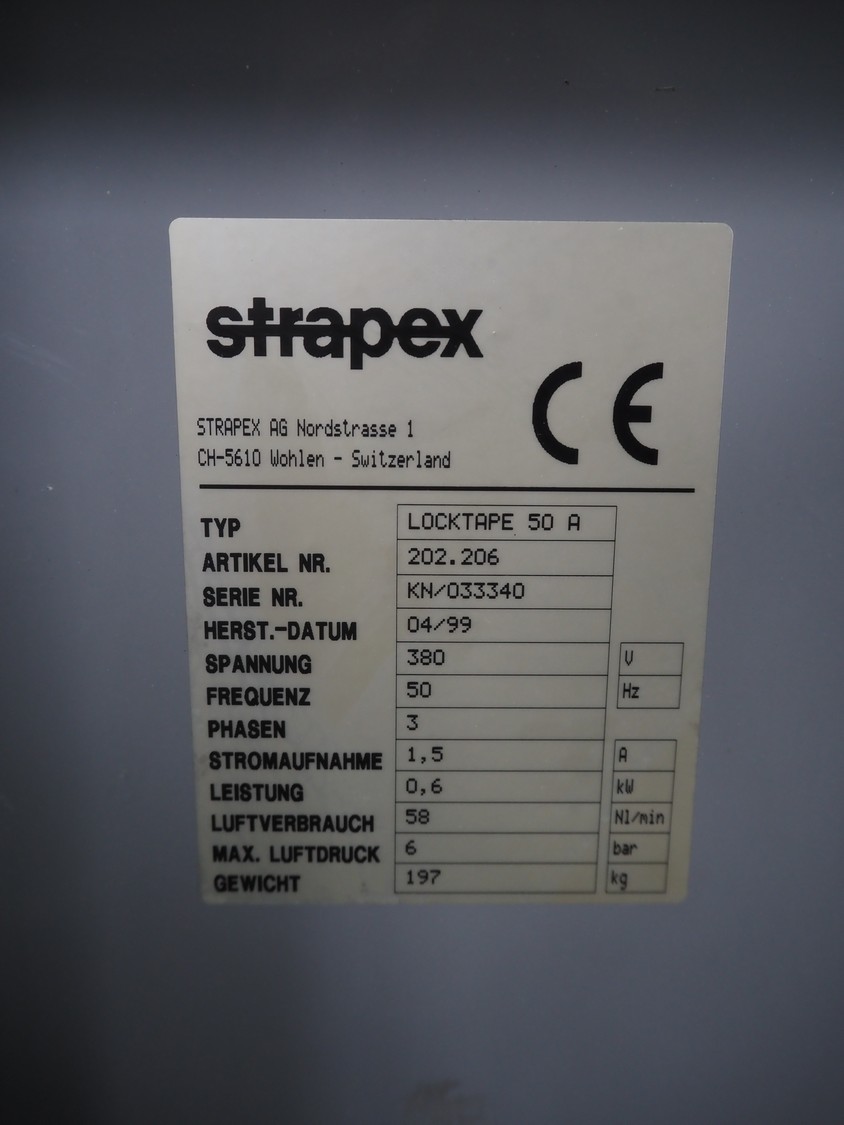 strapex
CE
STRAPEX AG Nordstrasse 1
CH-5610 Wohlen - Switzerland
TYP LOCKTAPE 50 A
ARTIKEL NR. 202.206
SERIE NR. KN/033340
HERST.-DATUM 04/99
SPANNUNG 380 V
FREQUENZ 50 Hz
PHASEN 3
STROMAUFNAHME 1,5 A
LEISTUNG 0,6 kW
LUFTVERBRAUCH 58 Nl/min
MAX. LUFTDRUCK 6 bar
GEWICHT 197 kg